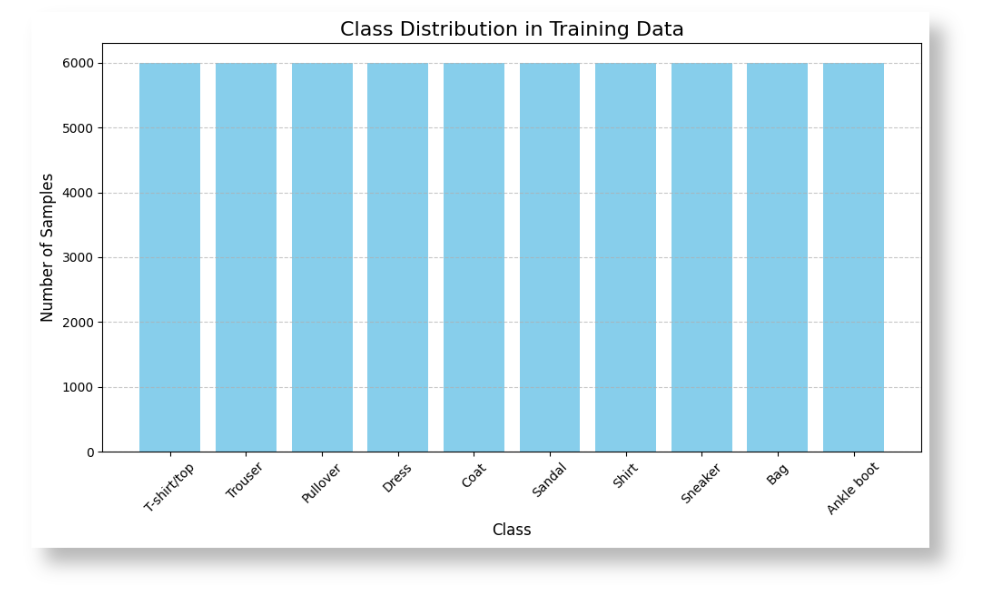 Class Distribution in Training Data
Number of Samples
6000
5000
4000
3000
2000
1000
0
T-shirt/top
Trouser
Pullover
Dress
Coat
Sandal
Shirt
Sneaker
Bag
Ankle boot
Class